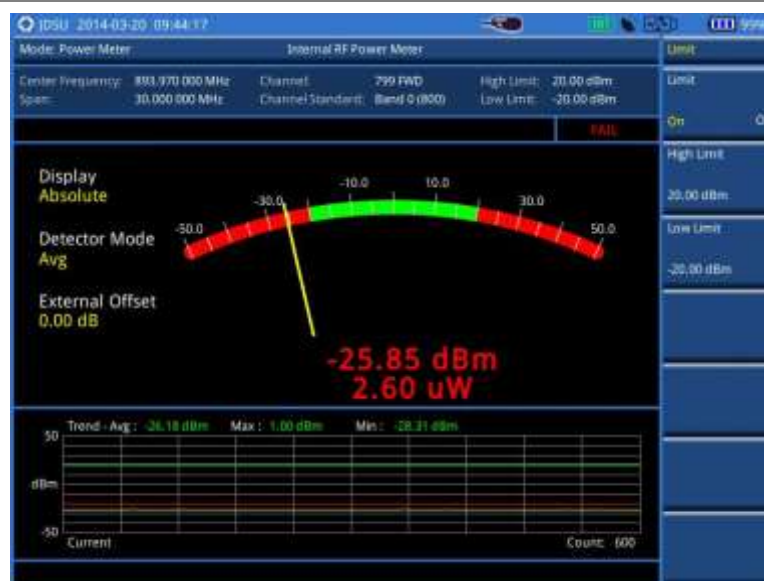 JDSU 2014-03-20 09:44:17
999
Mode: Power Meter
Internal RF Power Meter
Limit
Center Frequency: 893.970 000 MHz
Channel: 799 FWD
High Limit: 20.00 dBm
Span: 30.000 000 MHz
Channel Standard: Band 0 (800)
Low Limit: -20.00 dBm
FAIL
Limit
On
High Limit
20.00 dBm
Low Limit
-20.00 dBm
Display
Absolute
Detector Mode
Avg
External Offset
0.00 dB
-50.0
-30.0
-10.0
10.0
30.0
50.0
-25.85 dBm
2.60 uW
Trend - Avg : -26.18 dBm Max : 1.00 dBm Min : -28.31 dBm
50
dBm
-50
Current
Count: 600